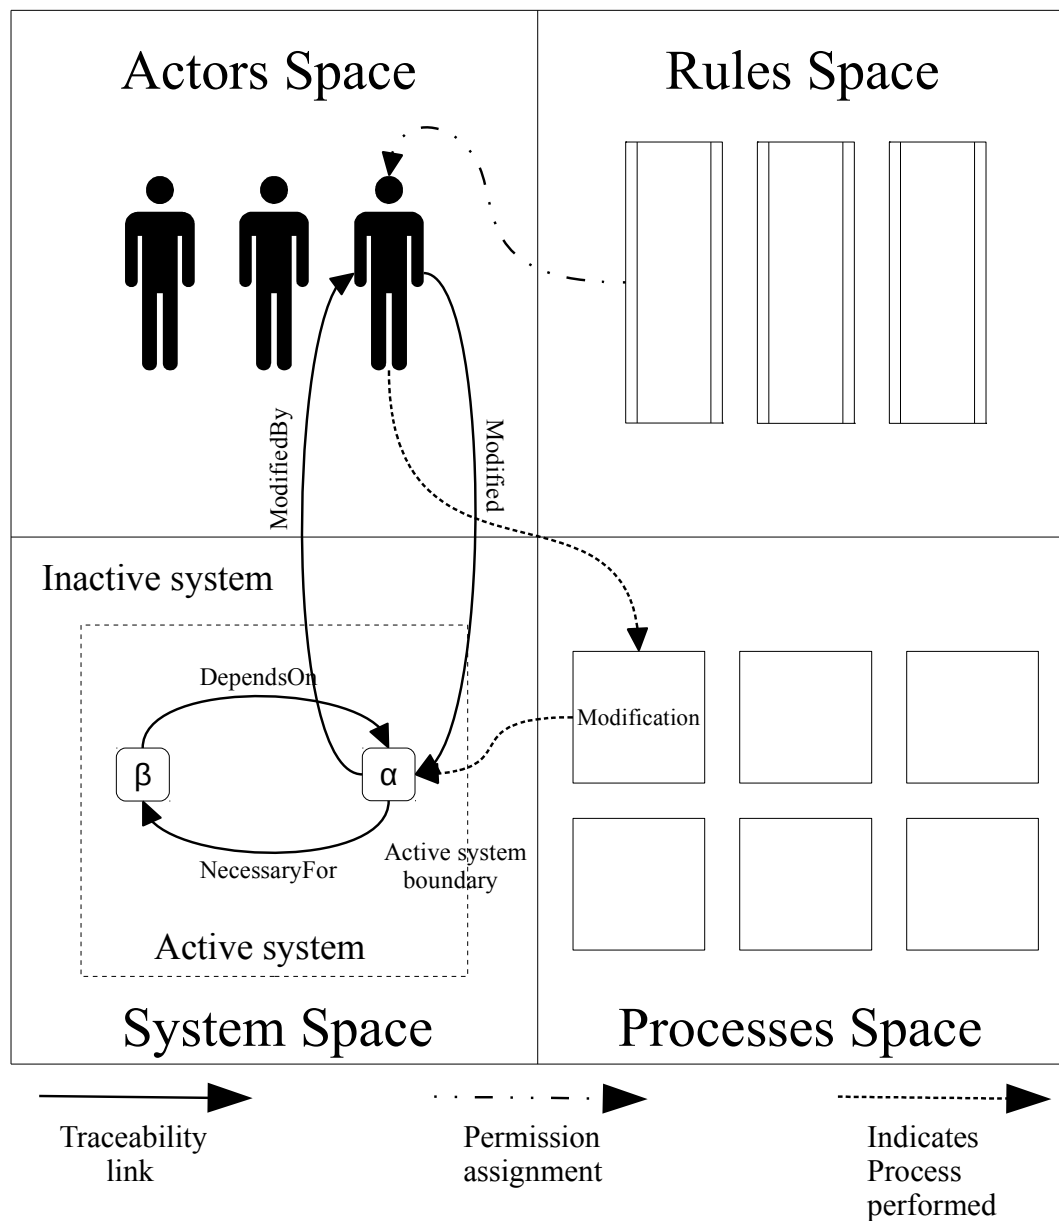 Actors Space
Rules Space
ModifiedBy
Modified
Inactive system
DependsOn
β
α
Modification
NecessaryFor
Active system
boundary
Active system
System Space
Processes Space
Traceability
link
Permission
assignment
Indicates
Process
performed